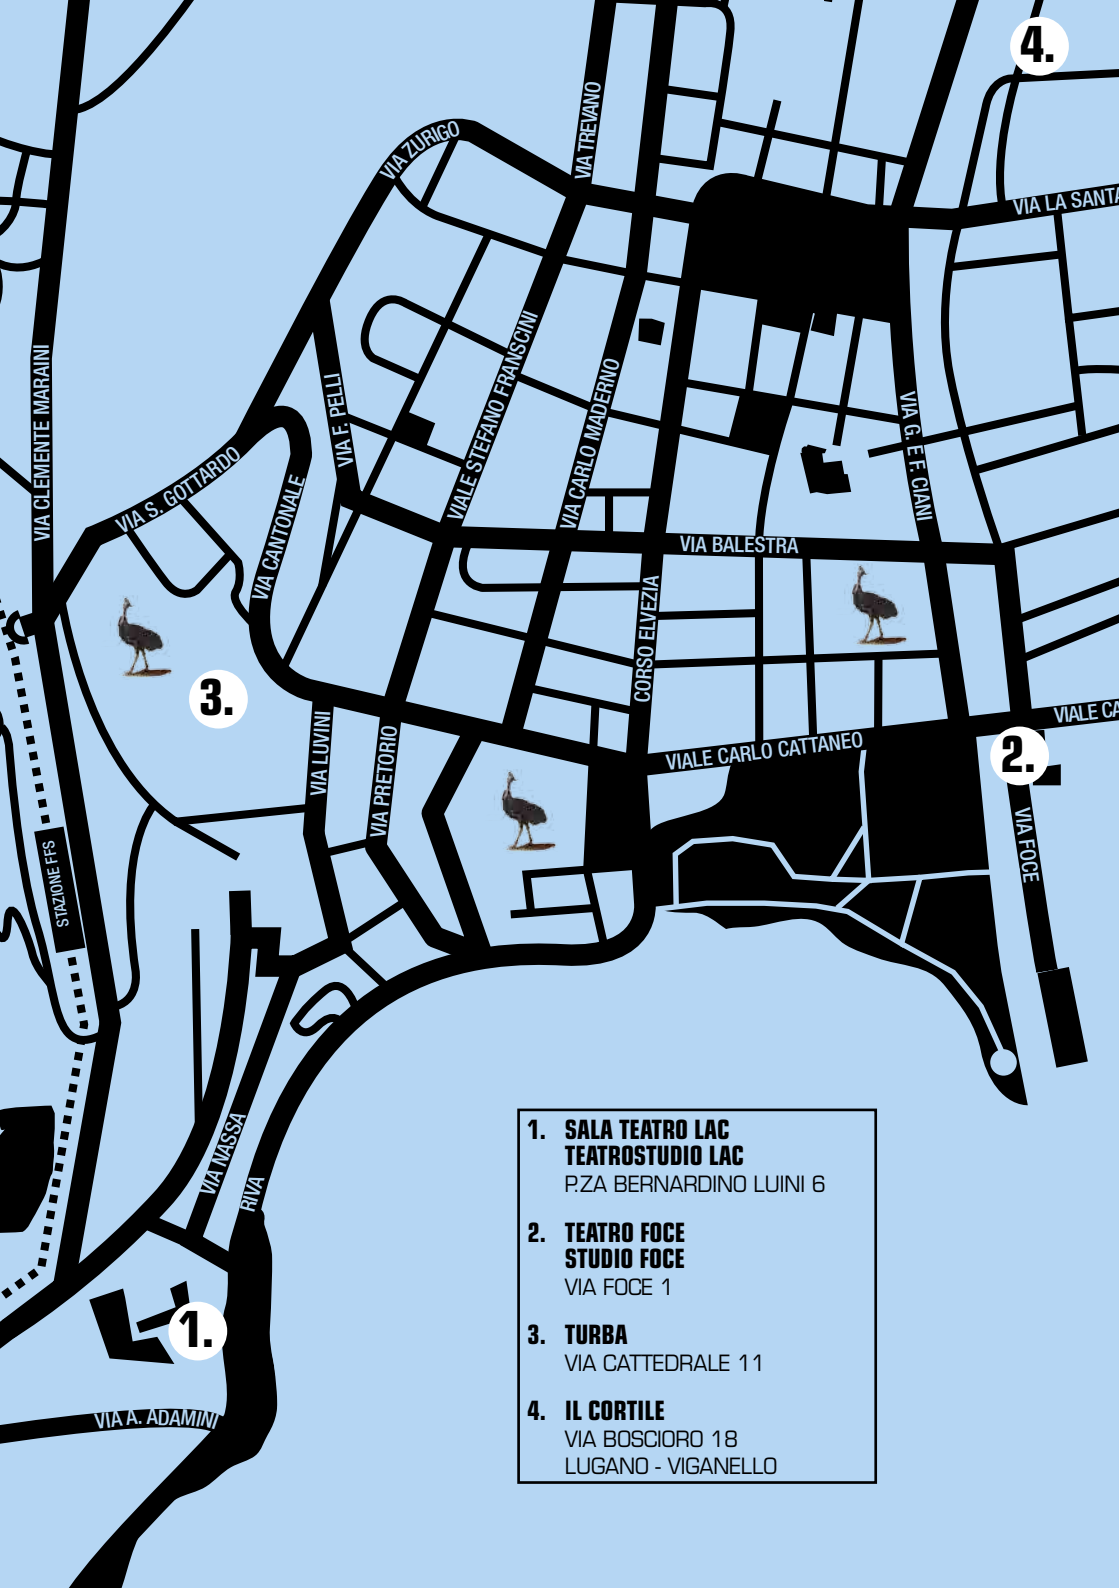 4.
VIA ZURIGO
VIA TREVANO
VIA LA SANTA
VIA CLEMENTE MARAINI
VIA F. PELLI
VIALE STEFANO FRANSCINI
VIA CARLO MADERNO
VIA G. E F. CIANI
VIA S. GOTTARDO
VIA CANTONALE
VIA BALESTRA
CORSO ELVEZIA
3.
VIA LUVINI
VIA PRETORIO
VIALE CARLO CATTANEO
VIALE CA
2.
VIA FOCE
STAZIONE FFS
VIA NASSA
RIVA
1.
VIA A. ADAMINI
1. SALA TEATRO LAC
TEATROSTUDIO LAC
P.ZA BERNARDINO LUINI 6
2. TEATRO FOCE
STUDIO FOCE
VIA FOCE 1
3. TURBA
VIA CATTEDRALE 11
4. IL CORTILE
VIA BOSCIORO 18
LUGANO - VIGANELLO